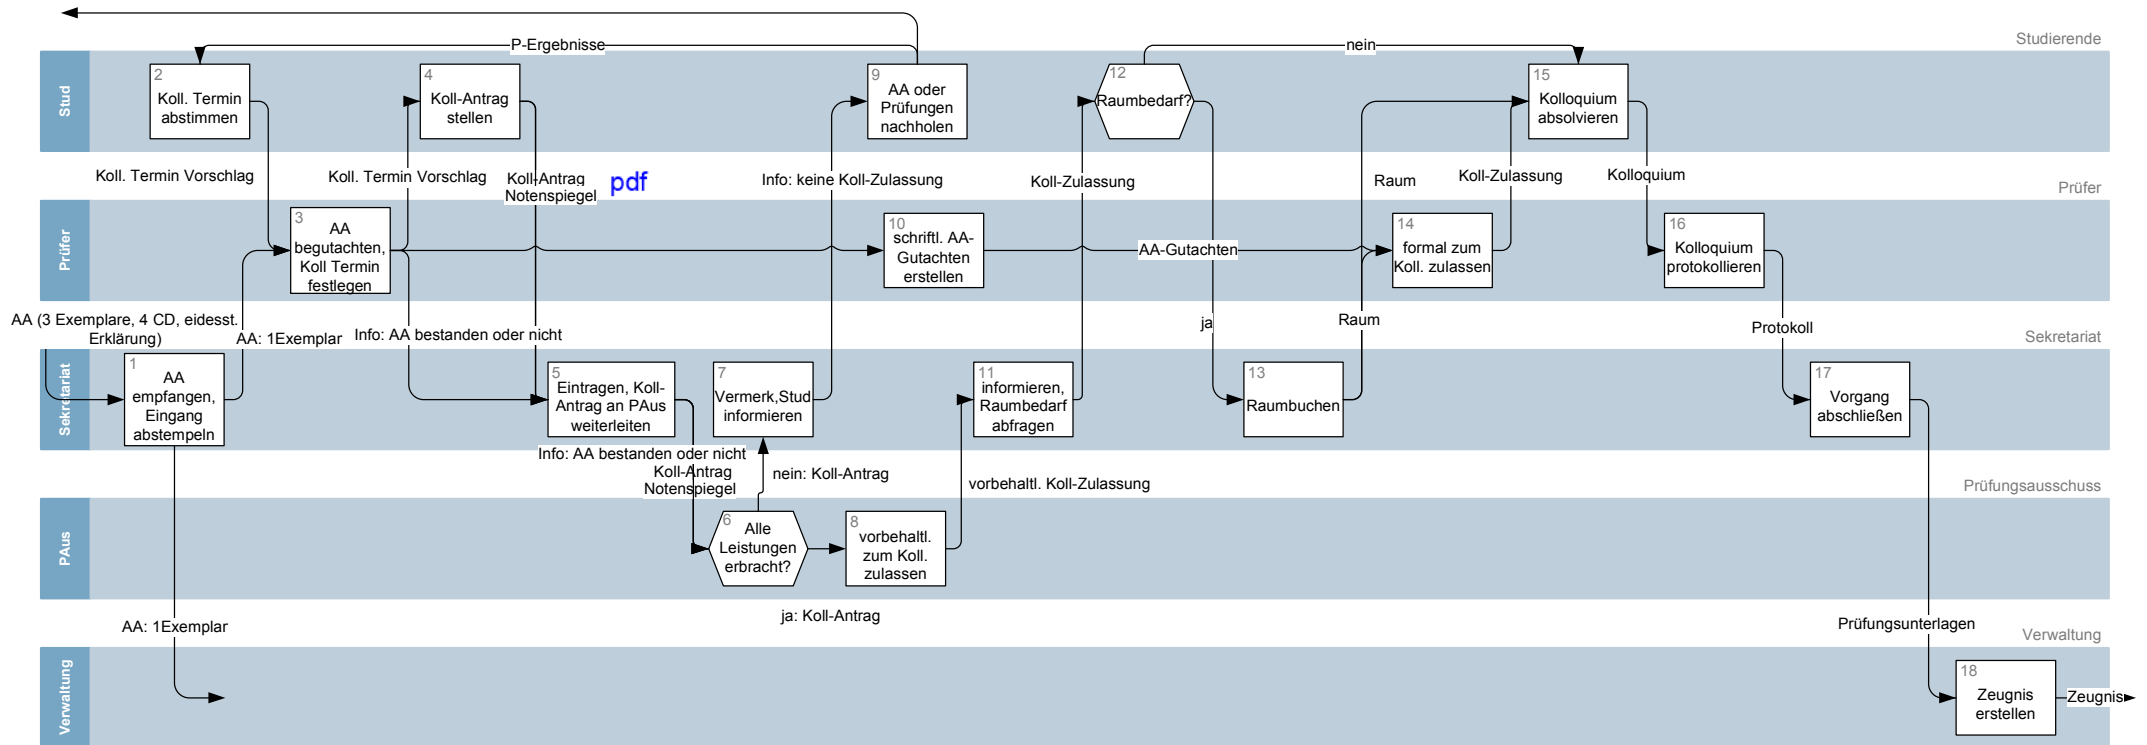 P-Ergebnisse
nein
Studierende
Stud
2
Koll. Termin
abstimmen
4
Koll-Antrag
stellen
9
AA oder
Prüfungen
nachholen
12
Raumbedarf?
15
Kolloquium
absolvieren
Koll. Termin Vorschlag
Koll. Termin Vorschlag
Koll-Antrag
Notenspiegel
pdf
Info: keine Koll-Zulassung
Koll-Zulassung
Raum
Koll-Zulassung
Kolloquium
Prüfer
Prüfer
3
AA
begutachten,
Koll Termin
festlegen
10
schriftl. AA-
Gutachten
erstellen
AA-Gutachten
14
formal zum
Koll. zulassen
16
Kolloquium
protokollieren
AA (3 Exemplare, 4 CD, eidesst.
Erklärung)
AA: 1Exemplar
Info: AA bestanden oder nicht
ja
Raum
Protokoll
Sekretariat
Sekretariat
1
AA
empfangen,
Eingang
abstempeln
5
Eintragen, Koll-
Antrag an PAus
weiterleiten
7
Vermerk,Stud
informieren
11
informieren,
Raumbedarf
abfragen
13
Raumbuchen
17
Vorgang
abschließen
Info: AA bestanden oder nicht
Koll-Antrag
Notenspiegel
nein: Koll-Antrag
vorbehaltl. Koll-Zulassung
Prüfungsausschuss
PAus
6
Alle
Leistungen
erbracht?
8
vorbehaltl.
zum Koll.
zulassen
ja: Koll-Antrag
AA: 1Exemplar
Prüfungsunterlagen
Verwaltung
Verwaltung
18
Zeugnis
erstellen
Zeugnis